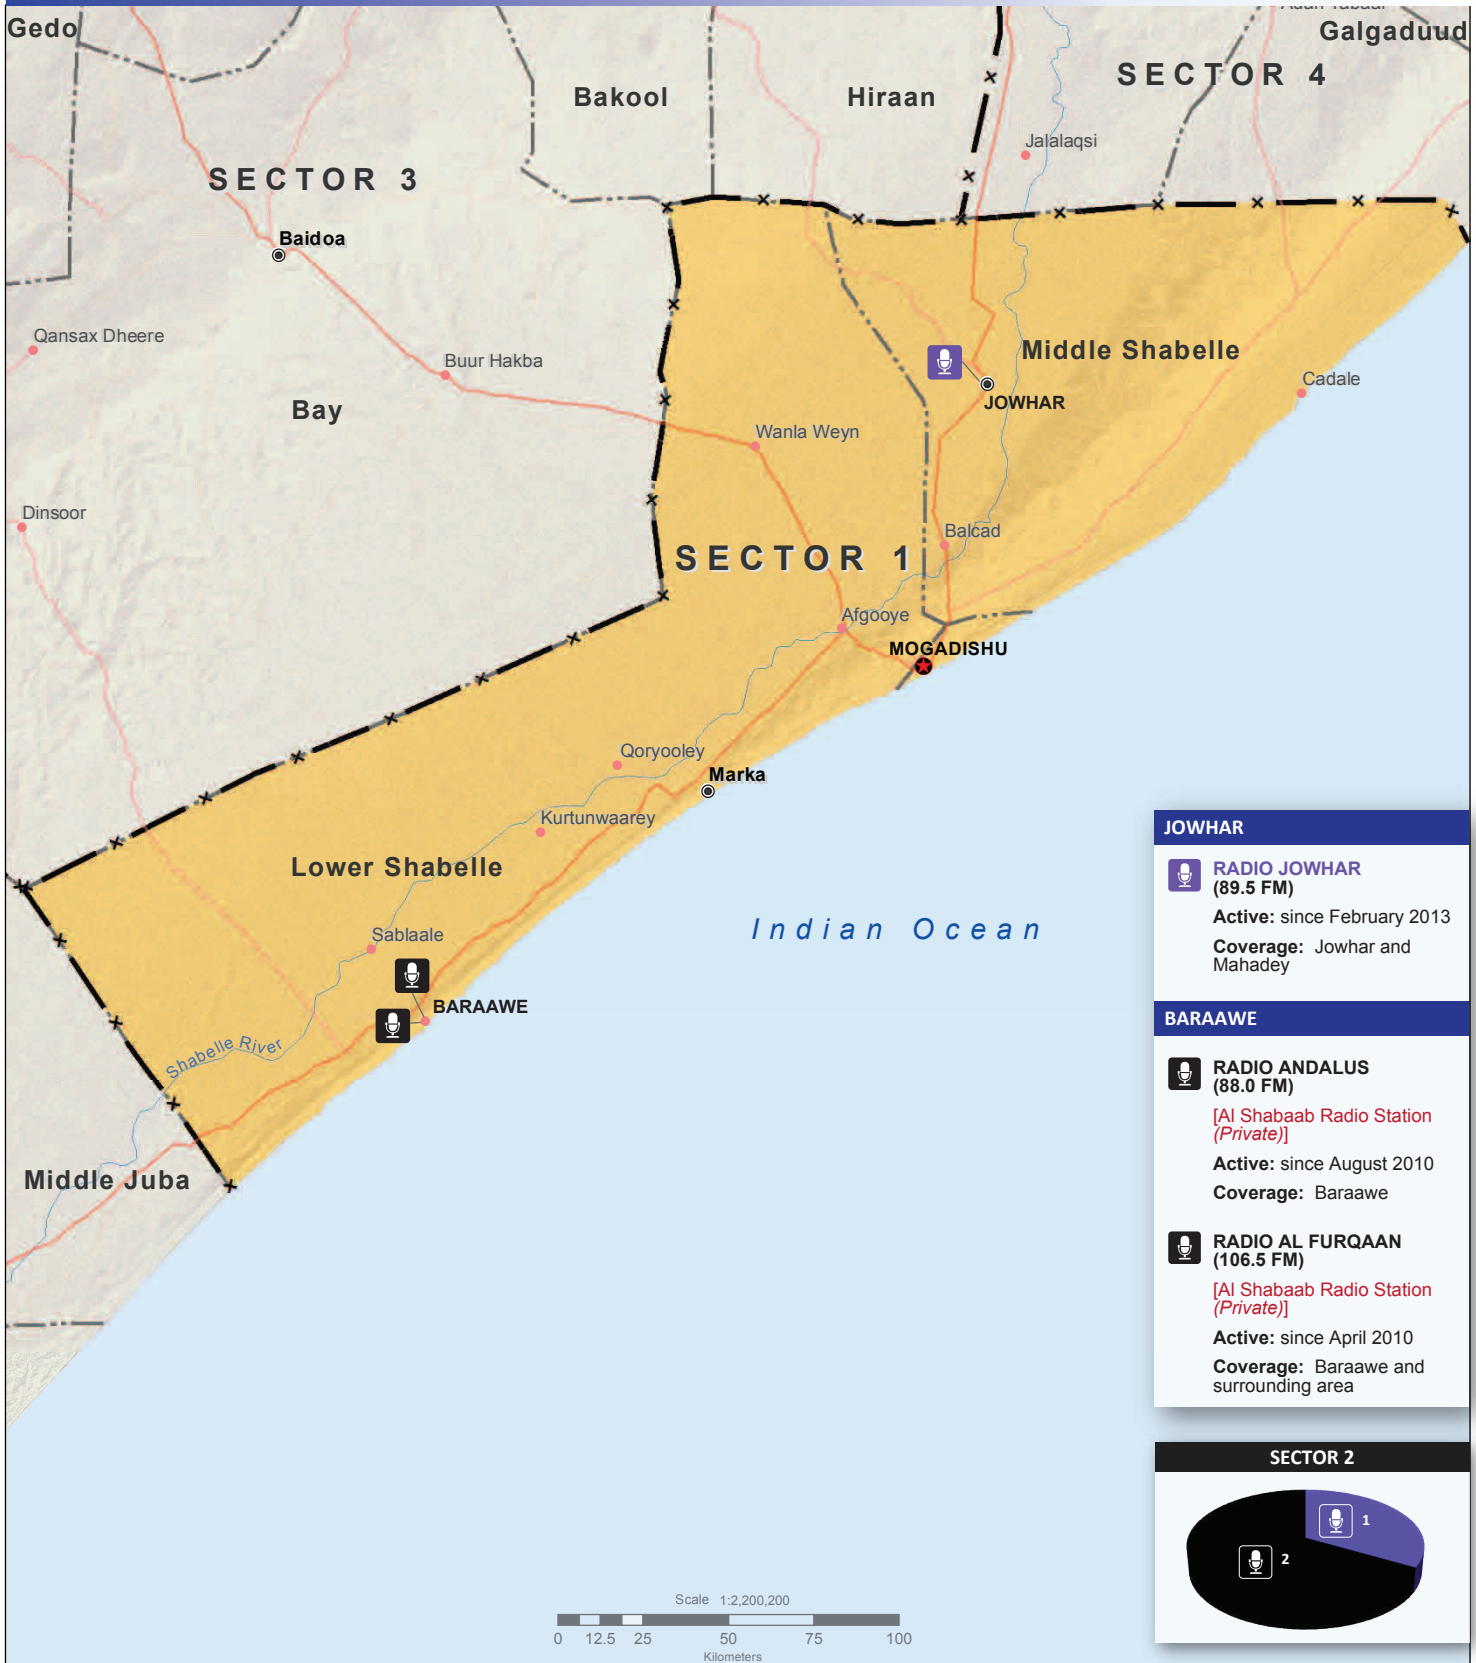 Gedo
Galgaduud
SECTOR 4
Bakool
Hiraan
Jalalaqsi
SECTOR 3
Baidoa
Qansax Dheere
Buur Hakba
Middle Shabelle
Cadale
JOWHAR
Bay
Wanla Weyn
Dinsoor
Balcad
SECTOR 1
Afgooye
MOGADISHU
Qoryooley
Marka
Kurtunwaarey
Lower Shabelle
Indian Ocean
Sablaale
BARAAWE
Shabelle River
Middle Juba
JOWHAR
RADIO JOWHAR
(89.5 FM)
Active: since February 2013
Coverage: Jowhar and
Mahadey
BARAAWE
RADIO ANDALUS
(88.0 FM)
[Al Shabaab Radio Station
(Private)]
Active: since August 2010
Coverage: Baraawe
RADIO AL FURQAAN
(106.5 FM)
[Al Shabaab Radio Station
(Private)]
Active: since April 2010
Coverage: Baraawe and
surrounding area
SECTOR 2
1
2
Scale 1:2,200,200
0 12.5 25 50 75 100
Kilometers